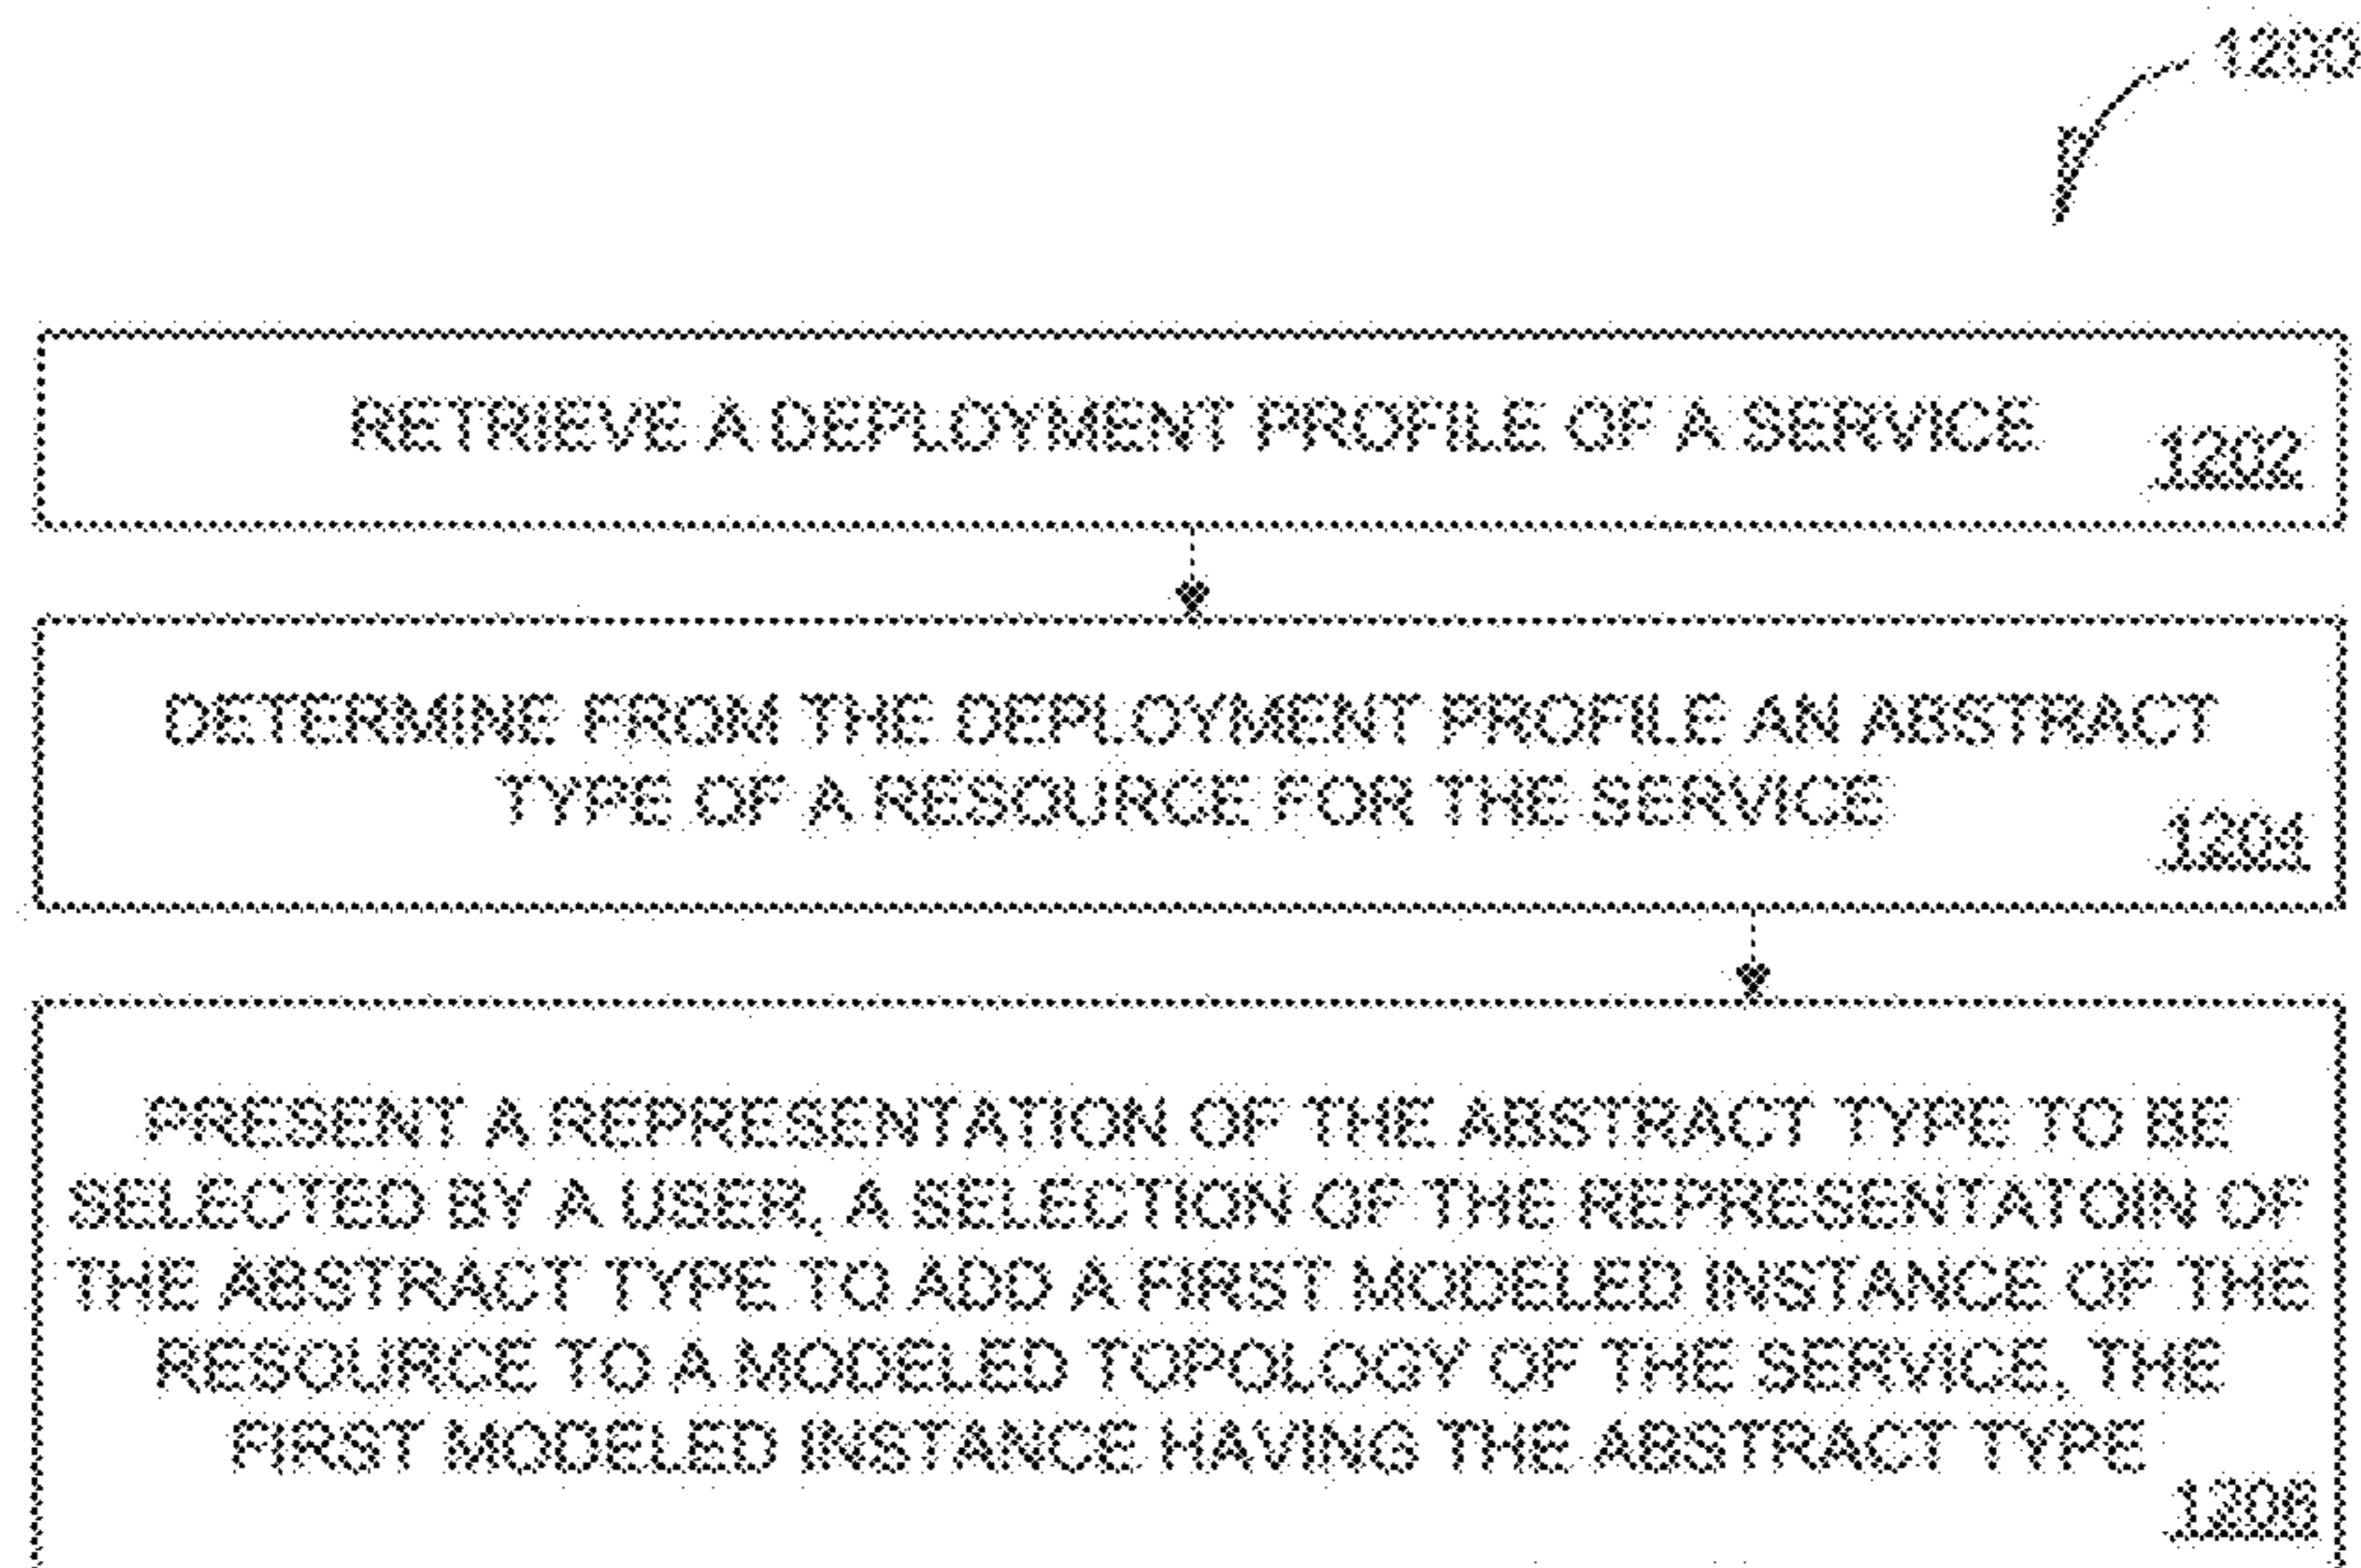 1200
RETRIEVE A DEPLOYMENT PROFILE OF A SERVICE
1202
DETERMINE FROM THE DEPLOYMENT PROFILE AN ABSTRACT
TYPE OF A RESOURCE FOR THE SERVICE
1204
PRESENT A REPRESENTATION OF THE ABSTRACT TYPE TO BE
SELECTED BY A USER, A SELECTION OF THE REPRESENTATOIN OF
THE ABSTRACT TYPE TO ADD A FIRST MODELED INSTANCE OF THE
RESOURCE TO A MODELED TOPOLOGY OF THE SERVICE, THE
FIRST MODELED INSTANCE HAVING THE ABSTRACT TYPE